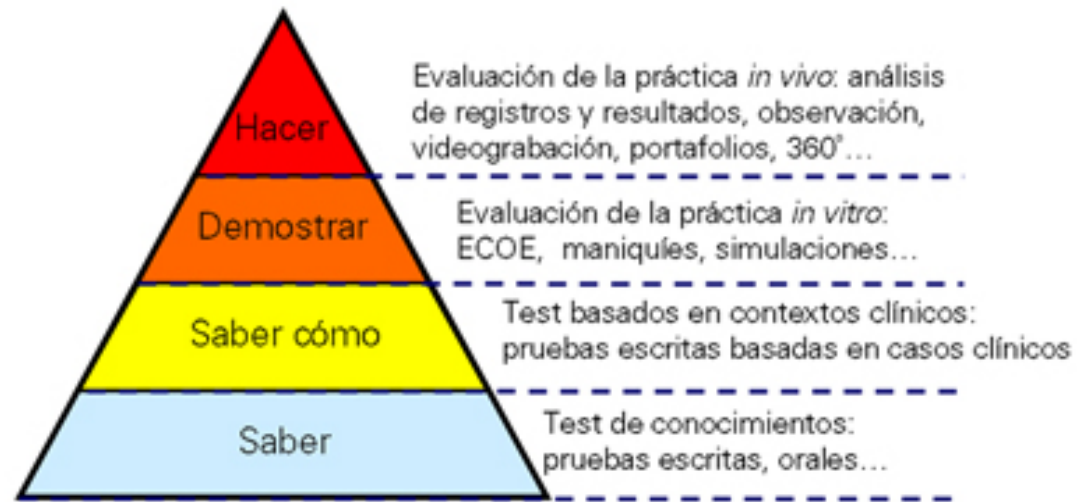 Hacer
Evaluación de la práctica in vivo: análisis
de registros y resultados, observación,
videograbación, portafolios, 360°...
Demostrar
Evaluación de la práctica in vitro:
ECOE, maniquíes, simulaciones...
Saber cómo
Test basados en contextos clínicos:
pruebas escritas basadas en casos clínicos
Saber
Test de conocimientos:
pruebas escritas, orales...